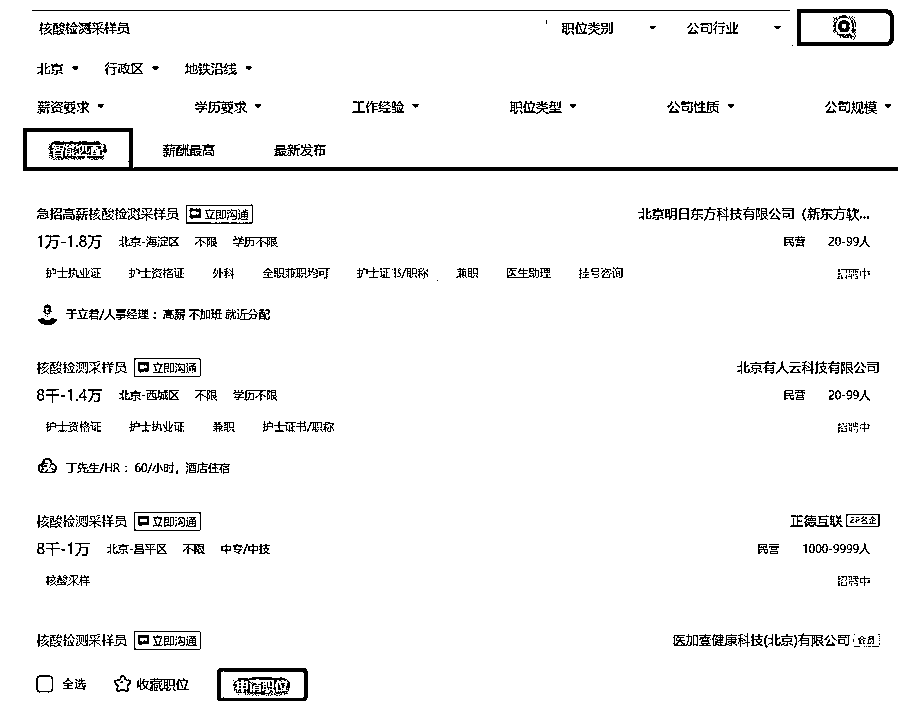 核酸检测采样员 职位类别 公司行业
北京 行政区 地铁沿线
薪资要求 学历要求 工作经验 职位类型 公司性质 公司规模
智能匹配 薪酬最高 最新发布
急招高薪核酸检测采样员 立即沟通 北京明日东方科技有限公司（新东方软...
1万-1.8万 北京-海淀区 不限 学历不限 民营 20-99人
护士执业证 护士资格证 外科 全职兼职均可 护士证书/职称 兼职 医生助理 挂号咨询 招聘中
于立君/人事经理：高薪 不加班 就近分配
核酸检测采样员 立即沟通 北京有人云科技有限公司
8千-1.4万 北京-西城区 不限 学历不限 民营 20-99人
护士资格证 护士执业证 兼职 护士证书/职称 招聘中
丁先生/HR：60/小时，酒店住宿
核酸检测采样员 立即沟通 正德互联 ZP名企
8千-1万 北京-昌平区 不限 中专/中技 民营 1000-9999人
核酸采样 招聘中
核酸检测采样员 立即沟通 医加壹健康科技(北京)有限公司 会员
全选 收藏职位 申请职位